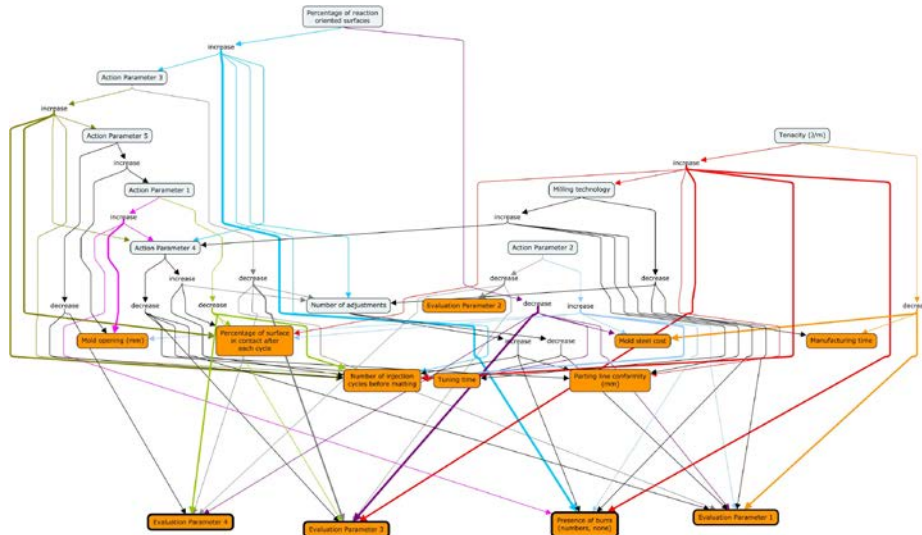 Percentage of reaction
oriented surfaces
increase
Action Parameter 3
increase
Action Parameter 5
Tenacity (J/m)
increase
increase
Action Parameter 1
Milling technology
increase
increase
Action Parameter 4
Action Parameter 2
increase
decrease
decrease
decrease
decrease
decrease
decrease
decrease
Number of adjustments
Evaluation Parameter 2
decrease
increase
Mold opening (mm)
Percentage of surface
in contact after
each cycle
increase
decrease
Mold steel cost
Manufacturing time
Number of injection
cycles before matting
Tuning time
Parting line conformity
(mm)
Evaluation Parameter 4
Evaluation Parameter 3
Presence of burrs
(numbers, none)
Evaluation Parameter 1